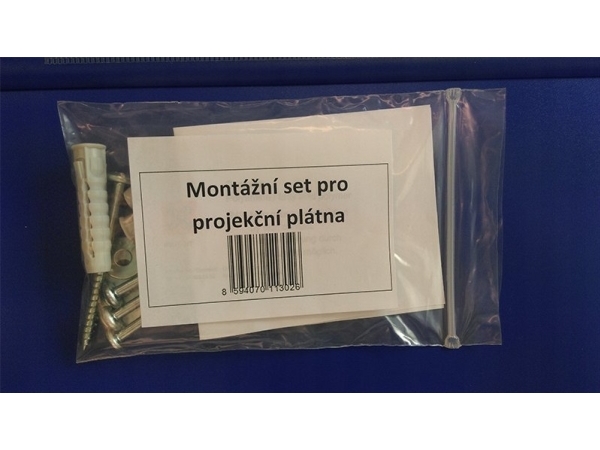 Montážní set pro
projekční plátna
8 594070 113026